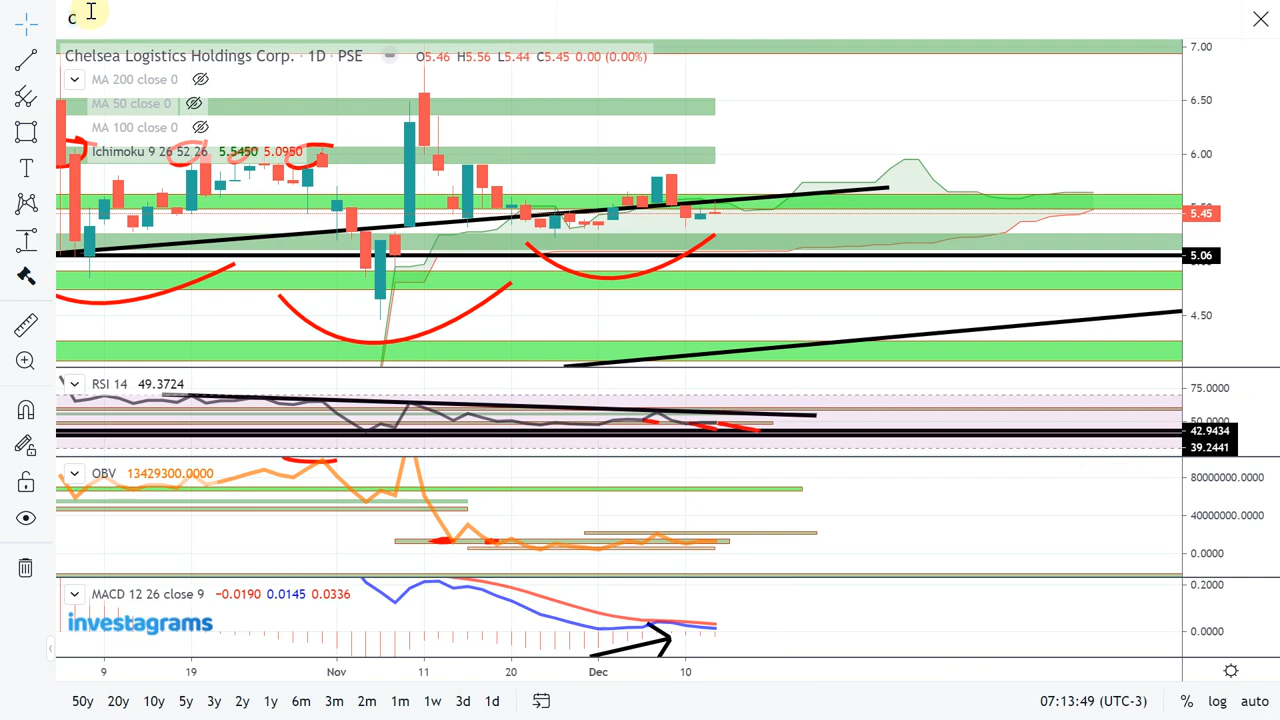 c
Chelsea Logistics Holdings Corp. · 1D · PSE O5.46 H5.56 L5.44 C5.45 0.00 (0.00%)
MA 200 close 0
MA 50 close 0
MA 100 close 0
Ichimoku 9 26 52 26 5.5450 5.0950
7.00
6.50
6.00
5.45
5.06
4.50
RSI 14 49.3724
75.0000
42.9434
39.2441
OBV 13429300.0000
80000000.0000
40000000.0000
0.0000
MACD 12 26 close 9 −0.0190 0.0145 0.0336
0.2000
0.0000
investagrams
9 19 Nov 11 20 Dec 10
50y 20y 10y 5y 3y 2y 1y 6m 3m 2m 1m 1w 3d 1d 07:13:49 (UTC-3) % log auto